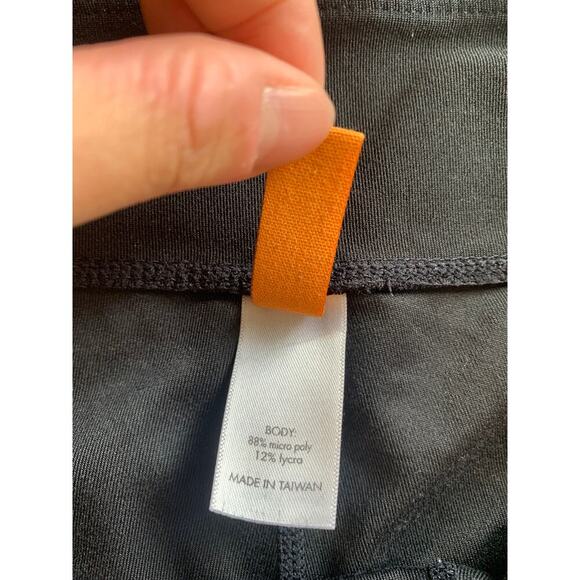 BODY:
88% micro poly
12% lycra
MADE IN TAIWAN